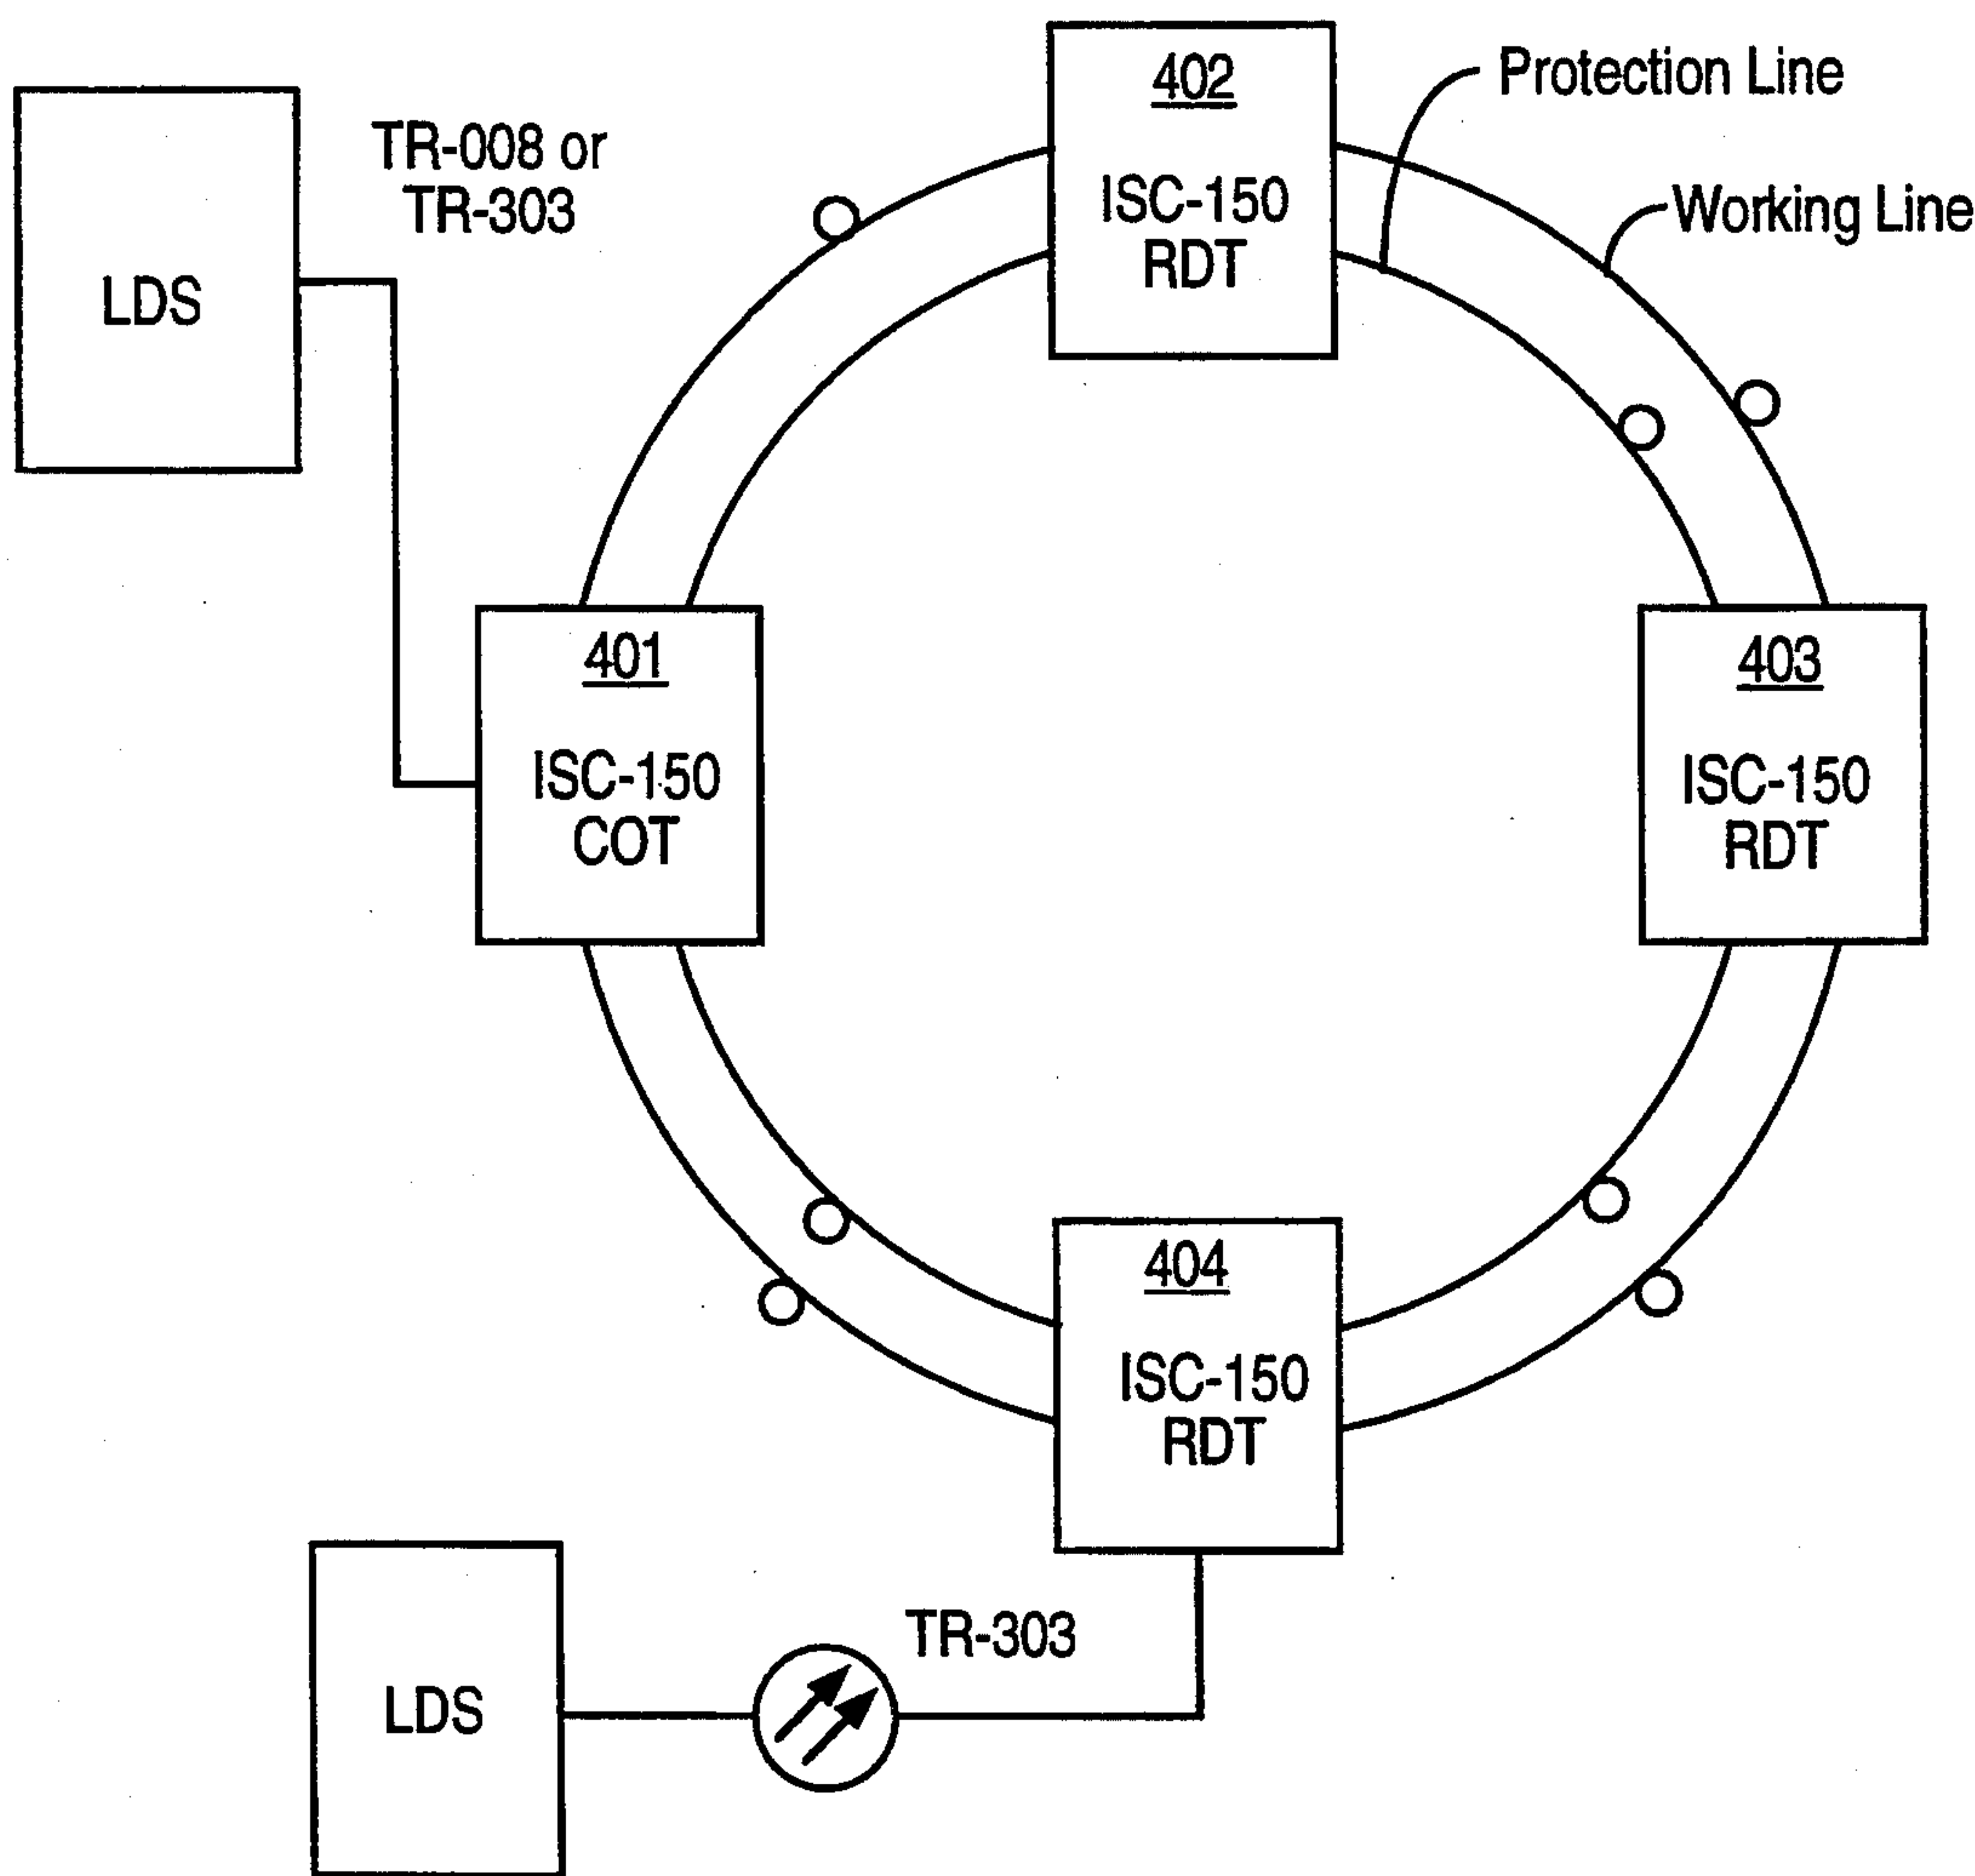 402
ISC-150
RDT
Protection Line
Working Line
TR-008 or
TR-303
LDS
401
ISC-150
COT
403
ISC-150
RDT
404
ISC-150
RDT
TR-303
LDS